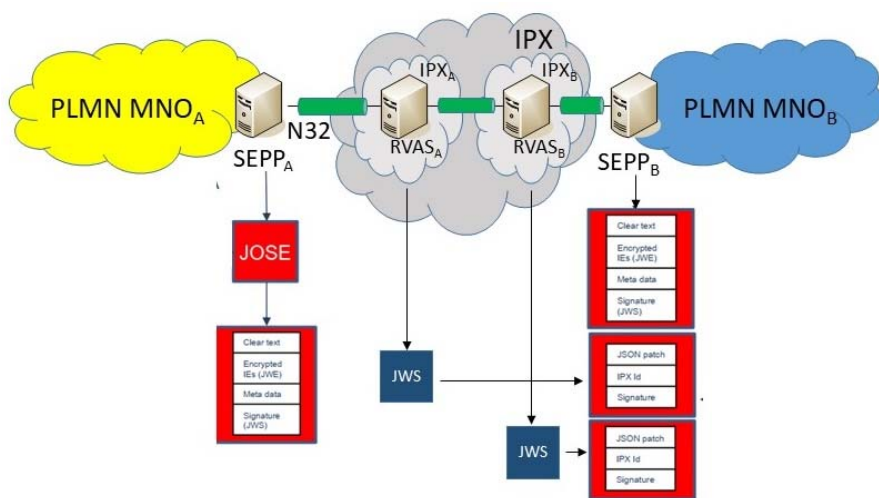 IPX
PLMN MNOA
IPXA
IPXB
PLMN MNOB
N32
SEPPA
RVASA
RVASB
SEPPB
JOSE
Clear text
Encrypted
IEs (JWE)
Meta data
Signature
(JWS)
Clear text
Encrypted
IEs (JWE)
Meta data
Signature
(JWS)
JWS
JSON patch
IPX Id
Signature
JWS
JSON patch
IPX Id
Signature